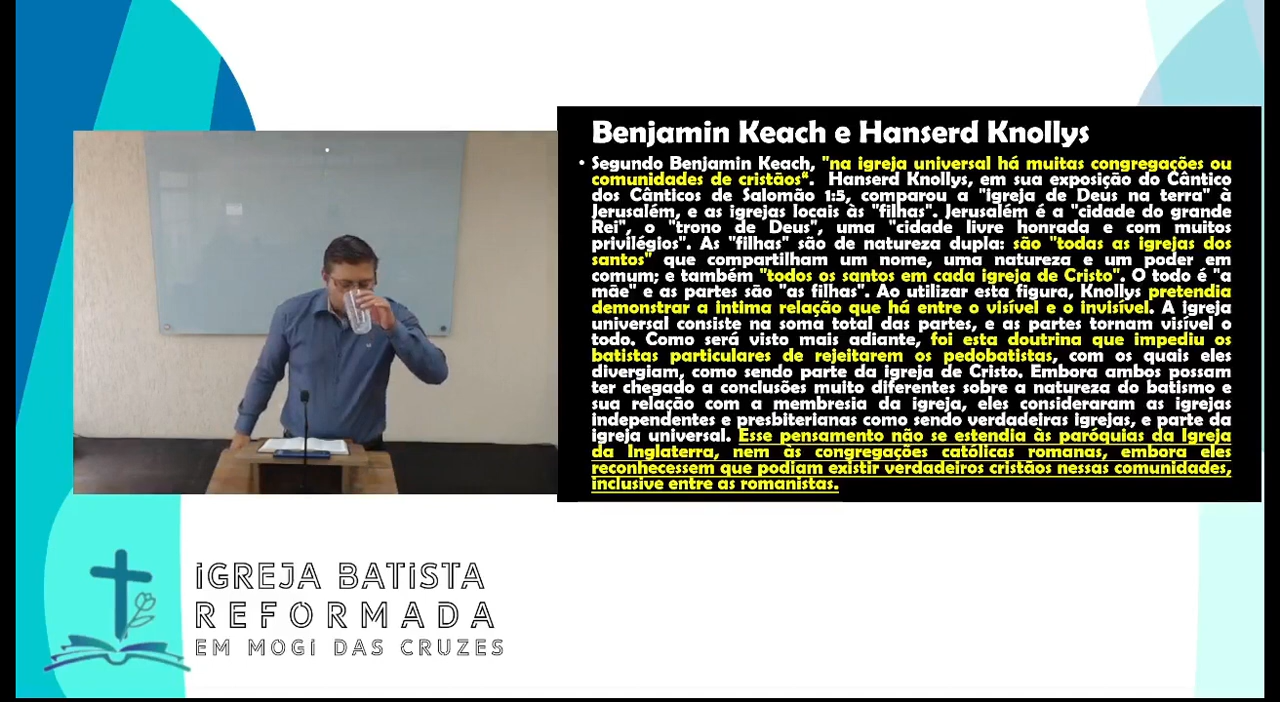 Benjamin Keach e Hanserd Knollys
• Segundo Benjamin Keach, "na igreja universal há muitas congregações ou
comunidades de cristãos“. Hanserd Knollys, em sua exposição do Cântico
dos Cânticos de Salomão 1:5, comparou a "igreja de Deus na terra" à
Jerusalém, e as igrejas locais às "filhas". Jerusalém é a "cidade do grande
Rei", o "trono de Deus", uma "cidade livre honrada e com muitos
privilégios". As "filhas" são de natureza dupla: são "todas as igrejas dos
santos" que compartilham um nome, uma natureza e um poder em
comum; e também "todos os santos em cada igreja de Cristo". O todo é "a
mãe" e as partes são "as filhas". Ao utilizar esta figura, Knollys pretendia
demonstrar a intima relação que há entre o visível e o invisível. A igreja
universal consiste na soma total das partes, e as partes tornam visível o
todo. Como será visto mais adiante, foi esta doutrina que impediu os
batistas particulares de rejeitarem os pedobatistas, com os quais eles
divergiam, como sendo parte da igreja de Cristo. Embora ambos possam
ter chegado a conclusões muito diferentes sobre a natureza do batismo e
sua relação com a membresia da igreja, eles consideraram as igrejas
independentes e presbiterianas como sendo verdadeiras igrejas, e parte da
igreja universal. Esse pensamento não se estendia às paróquias da Igreja
da Inglaterra, nem às congregações católicas romanas, embora eles
reconhecessem que podiam existir verdadeiros cristãos nessas comunidades,
inclusive entre as romanistas.
IGREJA BATISTA
REFORMADA
EM MOGI DAS CRUZES